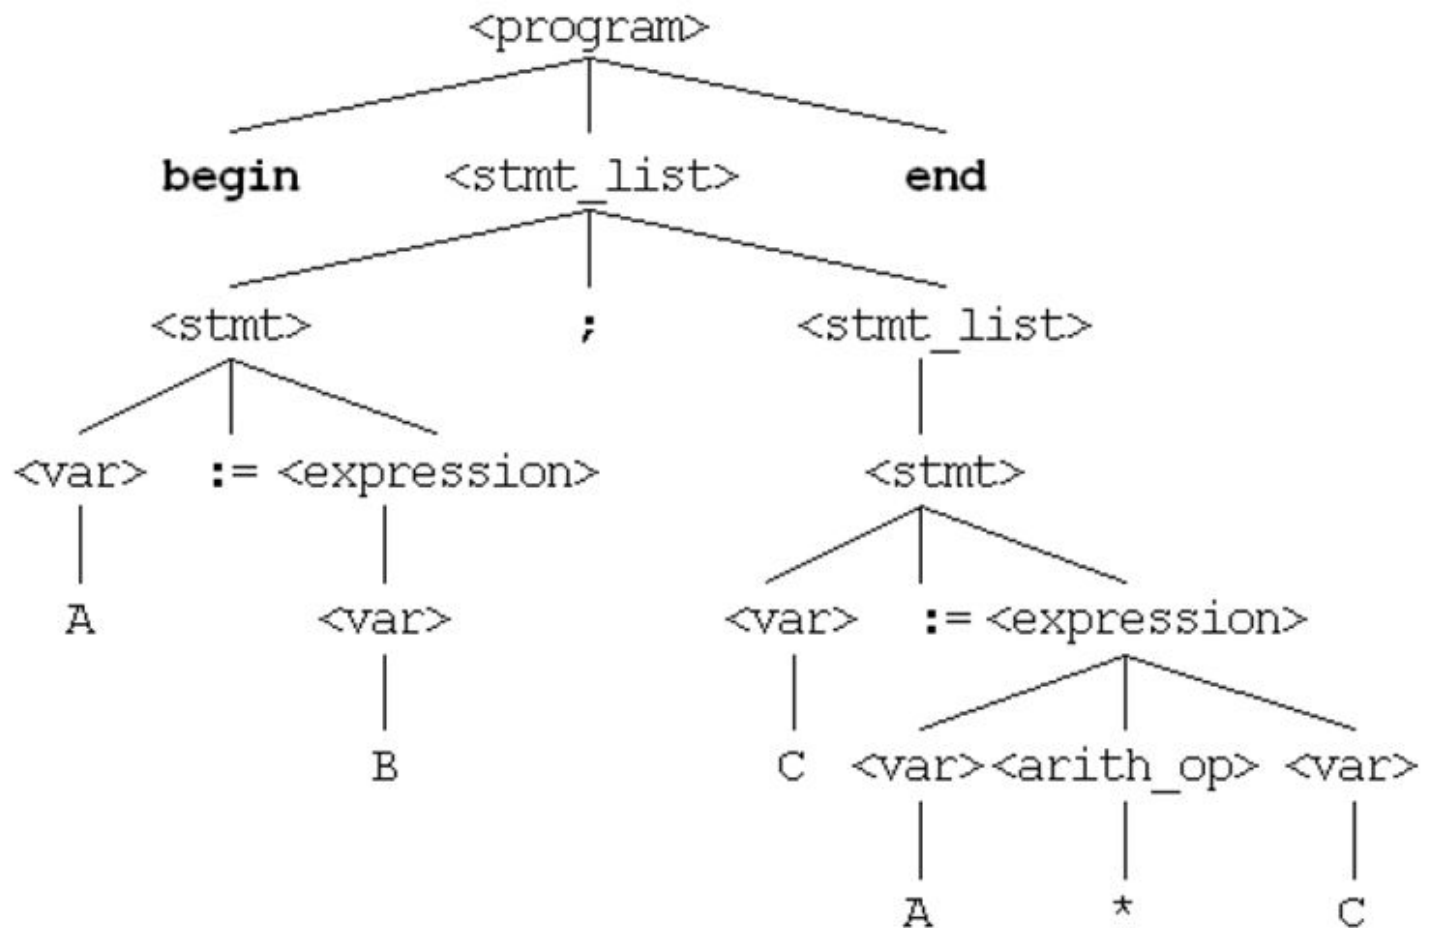 <program>
begin <stmt_list> end
<stmt> ; <stmt_list>
<var> := <expression> <stmt>
A <var> <var> := <expression>
B C <var> <arith_op> <var>
A * C